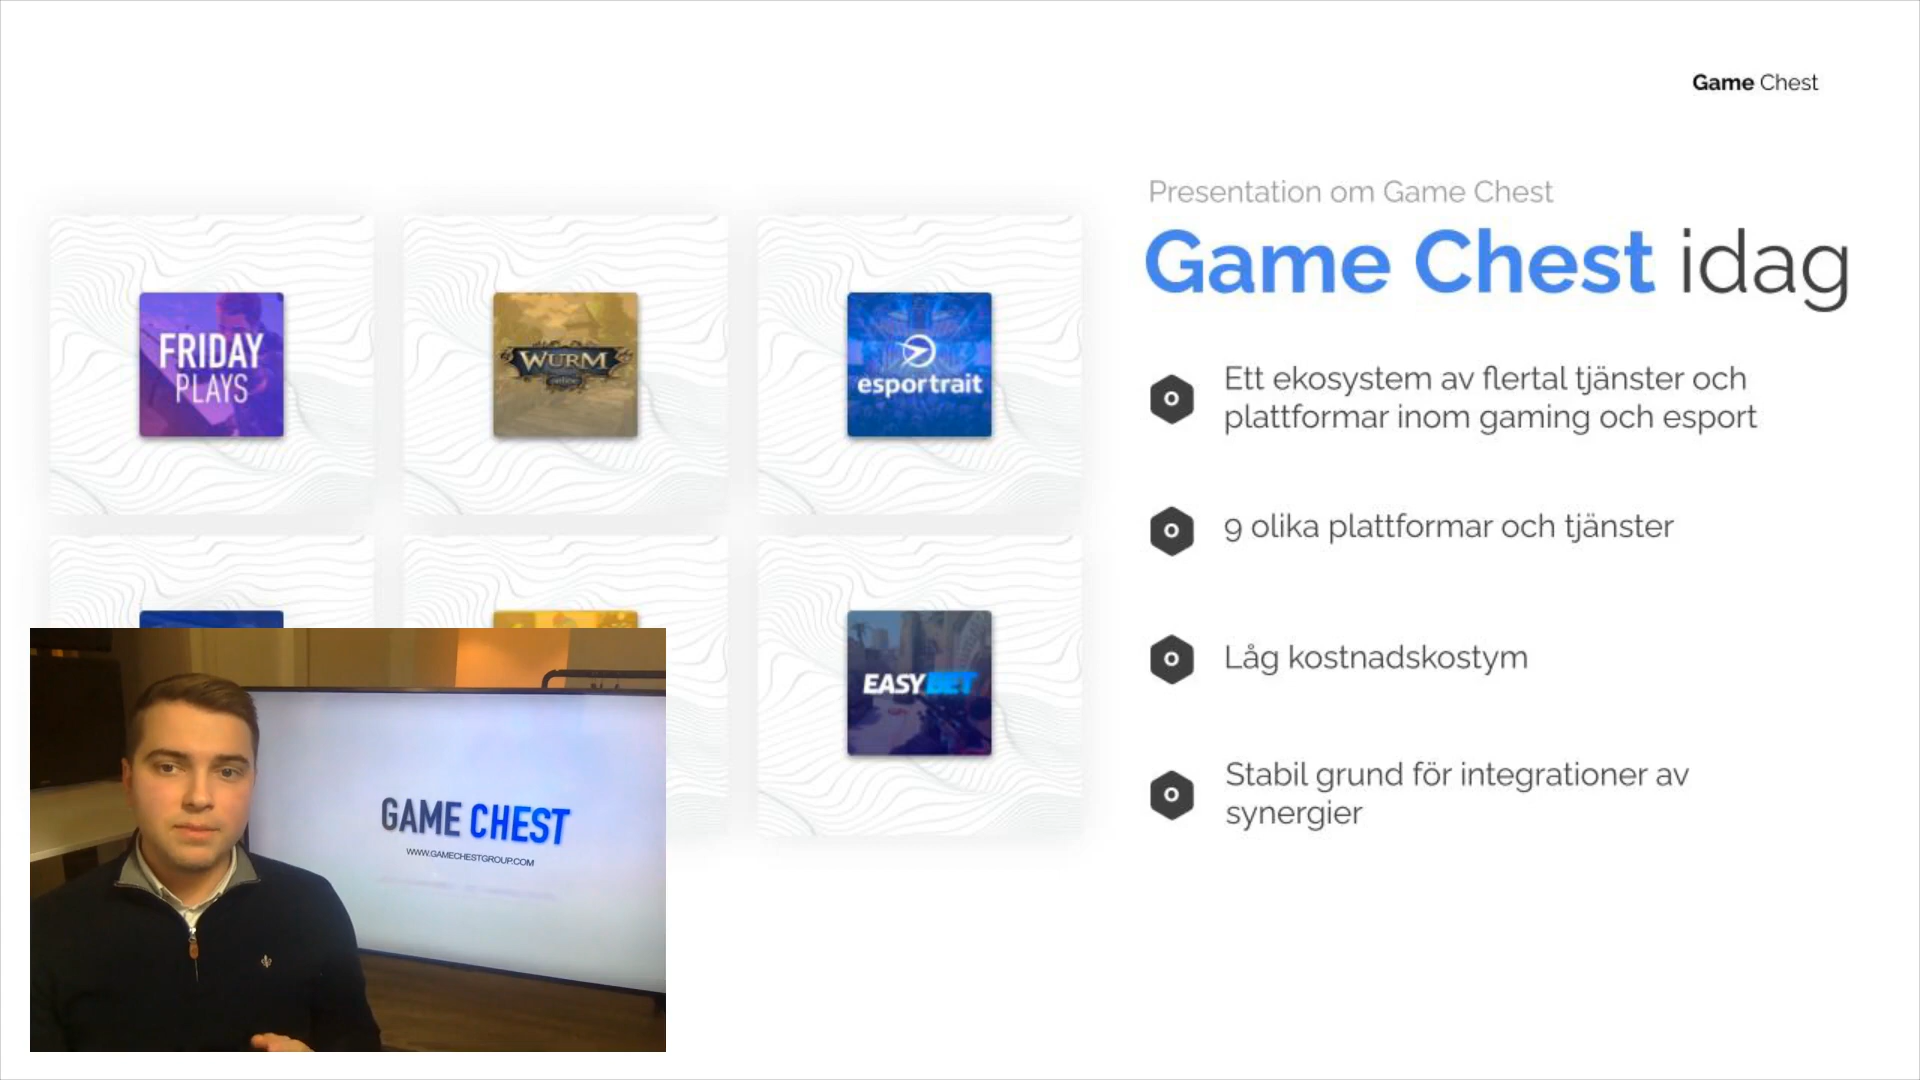 Game Chest
Presentation om Game Chest
Game Chest idag
Ett ekosystem av flertal tjänster och
plattformar inom gaming och esport
9 olika plattformar och tjänster
Låg kostnadskostym
Stabil grund för integrationer av
synergier
FRIDAY
PLAYS
WURM
online
esportrait
EASYBET
GAME CHEST
WWW.GAMECHESTGROUP.COM